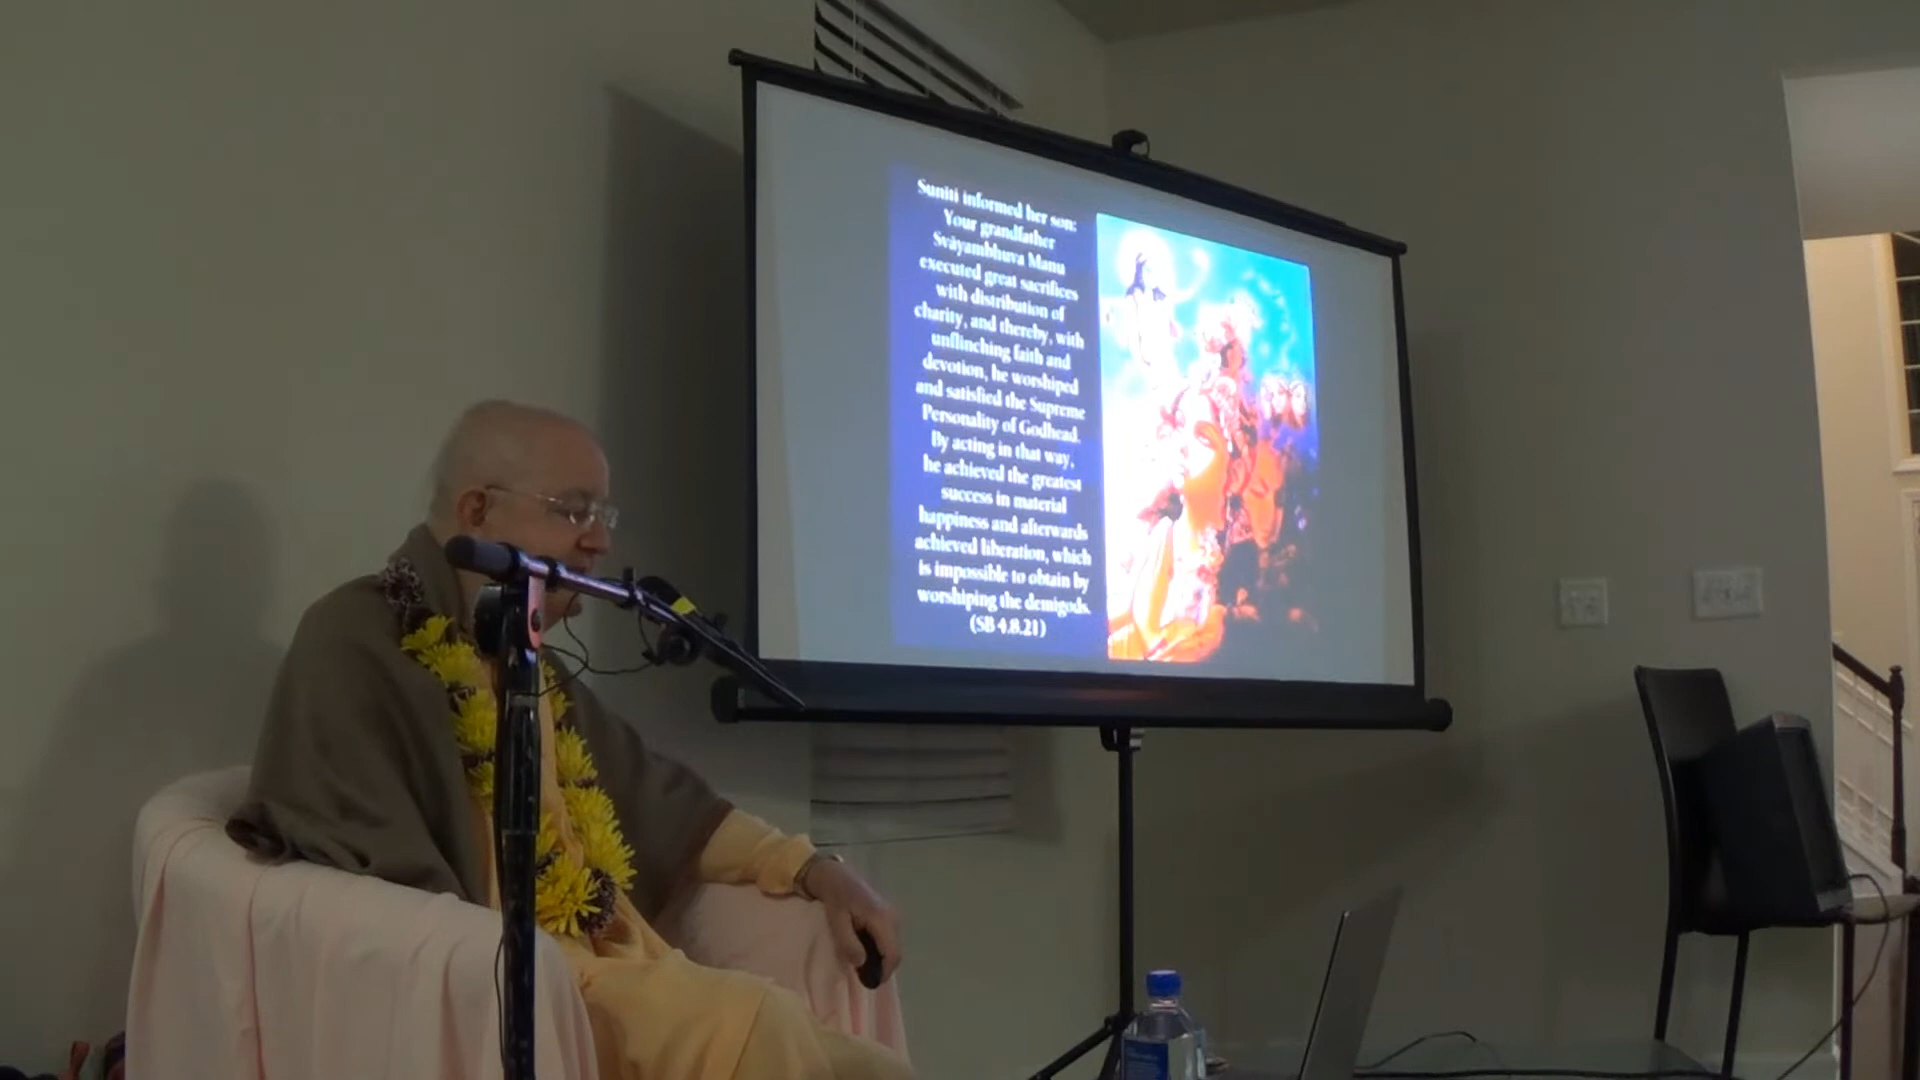 Suniti informed her son:
Your grandfather
Svāyambhuva Manu
executed great sacrifices
with distribution of
charity, and thereby, with
unflinching faith and
devotion, he worshiped
and satisfied the Supreme
Personality of Godhead.
By acting in that way,
he achieved the greatest
success in material
happiness and afterwards
achieved liberation, which
is impossible to obtain by
worshiping the demigods.
(SB 4.8.21)